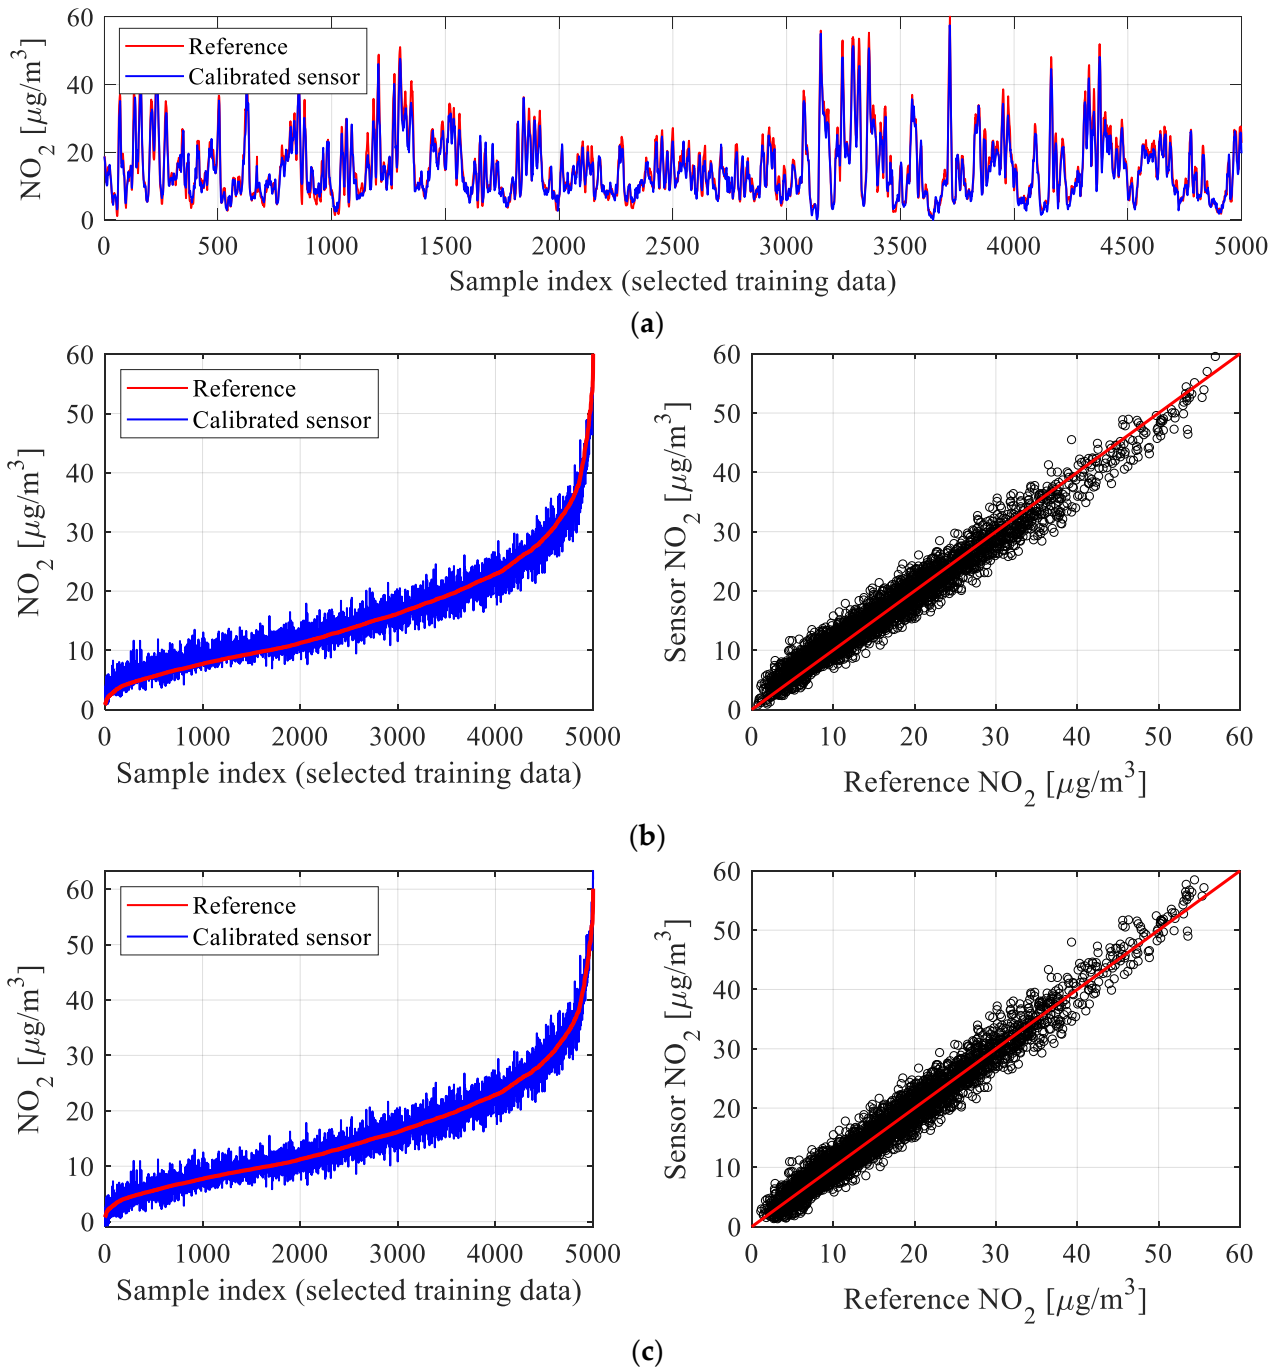 NO2 [μg/m3]
60
40
20
0
Reference
Calibrated sensor
0 500 1000 1500 2000 2500 3000 3500 4000 4500 5000
Sample index (selected training data)
(a)
NO2 [μg/m3]
60
50
40
30
20
10
0
Reference
Calibrated sensor
0 1000 2000 3000 4000 5000
Sample index (selected training data)
Sensor NO2 [μg/m3]
60
50
40
30
20
10
0
0 10 20 30 40 50 60
Reference NO2 [μg/m3]
(b)
NO2 [μg/m3]
60
50
40
30
20
10
0
Reference
Calibrated sensor
0 1000 2000 3000 4000 5000
Sample index (selected training data)
Sensor NO2 [μg/m3]
60
50
40
30
20
10
0
0 10 20 30 40 50 60
Reference NO2 [μg/m3]
(c)